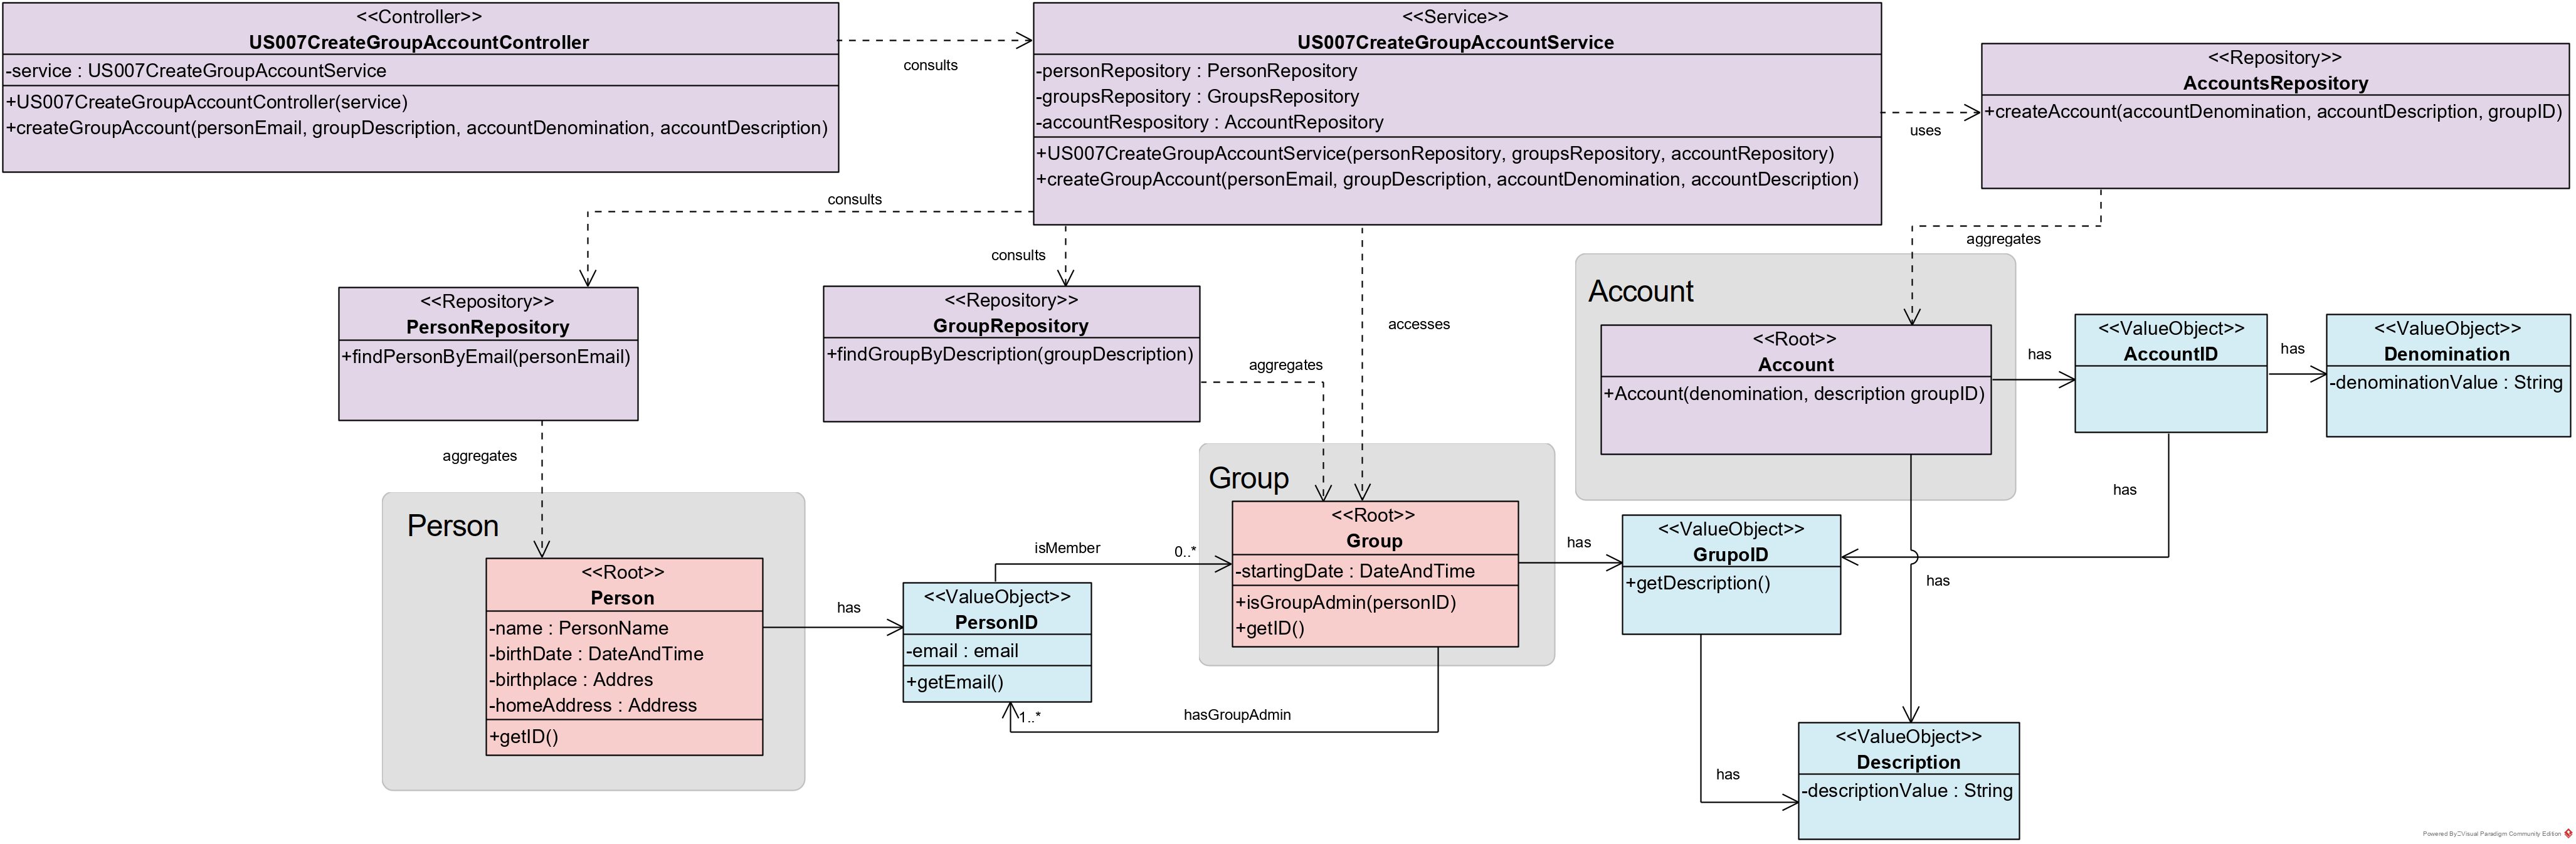 <<Controller>>
US007CreateGroupAccountController
-service : US007CreateGroupAccountService
+US007CreateGroupAccountController(service)
+createGroupAccount(personEmail, groupDescription, accountDenomination, accountDescription)
consults
<<Service>>
US007CreateGroupAccountService
-personRepository : PersonRepository
-groupsRepository : GroupsRepository
-accountRespository : AccountRepository
+US007CreateGroupAccountService(personRepository, groupsRepository, accountRepository)
+createGroupAccount(personEmail, groupDescription, accountDenomination, accountDescription)
uses
<<Repository>>
AccountsRepository
+createAccount(accountDenomination, accountDescription, groupID)
consults
consults
accesses
aggregates
<<Repository>>
PersonRepository
+findPersonByEmail(personEmail)
<<Repository>>
GroupRepository
+findGroupByDescription(groupDescription)
aggregates
Account
<<Root>>
Account
+Account(denomination, description groupID)
has
<<ValueObject>>
AccountID
has
<<ValueObject>>
Denomination
-denominationValue : String
aggregates
has
Person
<<Root>>
Person
-name : PersonName
-birthDate : DateAndTime
-birthplace : Addres
-homeAddress : Address
+getID()
has
<<ValueObject>>
PersonID
-email : email
+getEmail()
isMember
0..*
Group
<<Root>>
Group
-startingDate : DateAndTime
+isGroupAdmin(personID)
+getID()
has
<<ValueObject>>
GrupoID
+getDescription()
has
1..*
hasGroupAdmin
has
<<ValueObject>>
Description
-descriptionValue : String
Powered By Visual Paradigm Community Edition